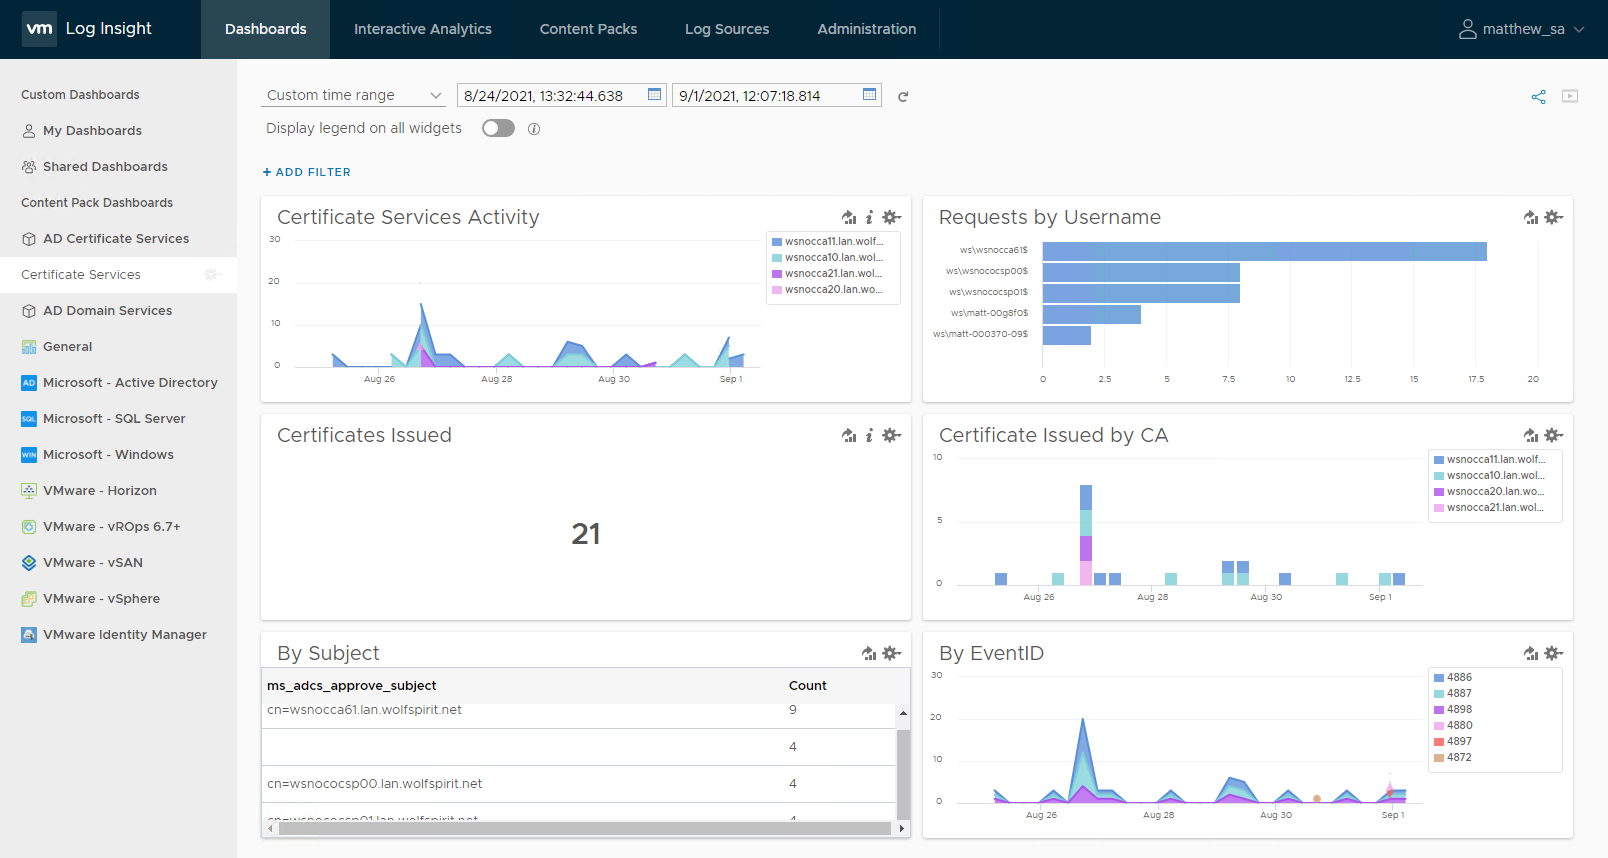 vm Log Insight Dashboards Interactive Analytics Content Packs Log Sources Administration matthew_sa
Custom Dashboards
My Dashboards
Shared Dashboards
Content Pack Dashboards
AD Certificate Services
Certificate Services
AD Domain Services
General
AD Microsoft - Active Directory
SQL Microsoft - SQL Server
WIN Microsoft - Windows
VMware - Horizon
VMware - vROps 6.7+
VMware - vSAN
VMware - vSphere
VMware Identity Manager
Custom time range 8/24/2021, 13:32:44.638 9/1/2021, 12:07:18.814
Display legend on all widgets i
+ ADD FILTER
Certificate Services Activity i
30
20
10
0
Aug 26 Aug 28 Aug 30 Sep 1
wsnocca11.lan.wolf...
wsnocca10.lan.wol...
wsnocca21.lan.wol...
wsnocca20.lan.wo...
Requests by Username
ws\wsnocca61$
ws\wsnococsp00$
ws\wsnococsp01$
ws\matt-00g8f0$
ws\matt-000370-09$
0 2.5 5 7.5 10 12.5 15 17.5 20
Certificates Issued i
21
Certificate Issued by CA
10
5
0
Aug 26 Aug 28 Aug 30 Sep 1
wsnocca11.lan.wolf...
wsnocca10.lan.wol...
wsnocca20.lan.wo...
wsnocca21.lan.wol...
By Subject
ms_adcs_approve_subject Count
cn=wsnocca61.lan.wolfspirit.net 9
4
cn=wsnococsp00.lan.wolfspirit.net 4
cn=wsnococsp01.lan.wolfspirit.net 4
By EventID
30
20
10
0
Aug 26 Aug 28 Aug 30 Sep 1
4886
4887
4898
4880
4897
4872